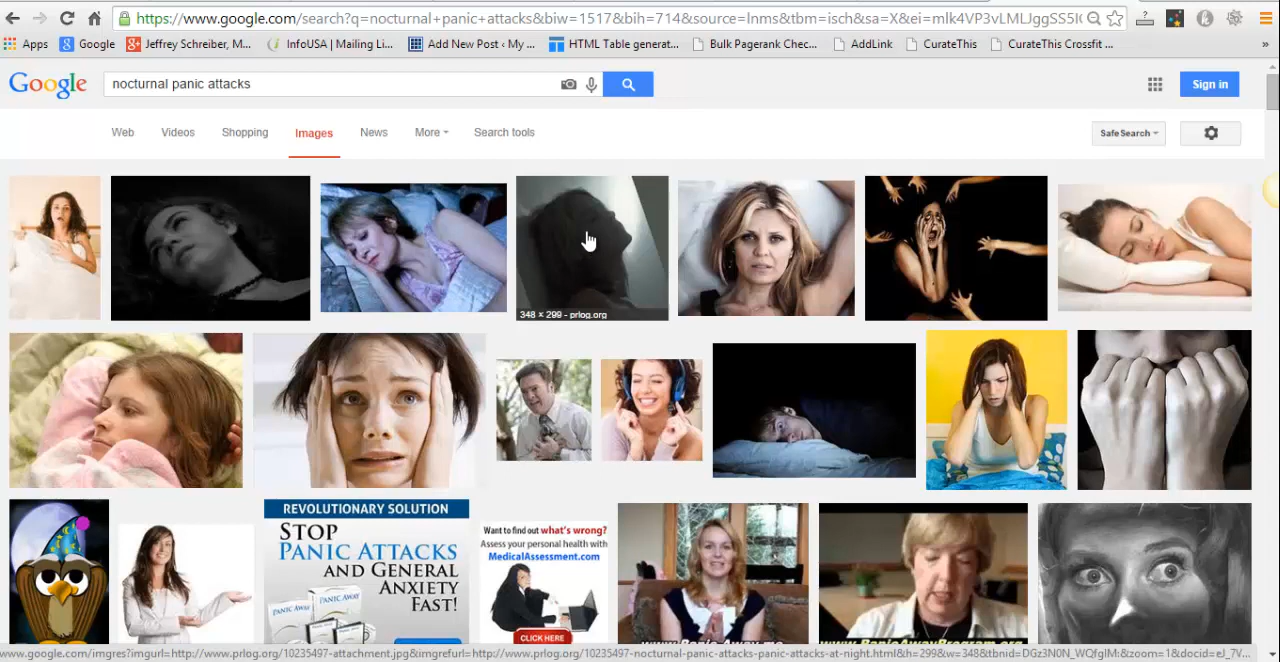 https://www.google.com/search?q=nocturnal+panic+attacks&biw=1517&bih=714&source=lnms&tbm=isch&sa=X&ei=mlk4VP3vLMLJggSS5I
Apps Google Jeffrey Schreiber, M... InfoUSA | Mailing Li... Add New Post ‹ My ... HTML Table generat... Bulk Pagerank Chec... AddLink CurateThis CurateThis Crossfit ... »
Google nocturnal panic attacks Sign in
Web Videos Shopping Images News More Search tools SafeSearch
348 × 299 - prlog.org
REVOLUTIONARY SOLUTION
STOP
PANIC ATTACKS
AND GENERAL
ANXIETY
FAST!
PANIC AWAY
PANIC AWAY
Want to find out what's wrong?
Assess your personal health with
MedicalAssessment.com
CLICK HERE
www.google.com/imgres?imgurl=http://www.prlog.org/10235497-attachment.jpg&imgrefurl=http://www.prlog.org/10235497-nocturnal-panic-attacks-panic-attacks-at-night.html&h=299&w=348&tbnid=DGz3N0N_WQfglM:&zoom=1&docid=eJ_7V...